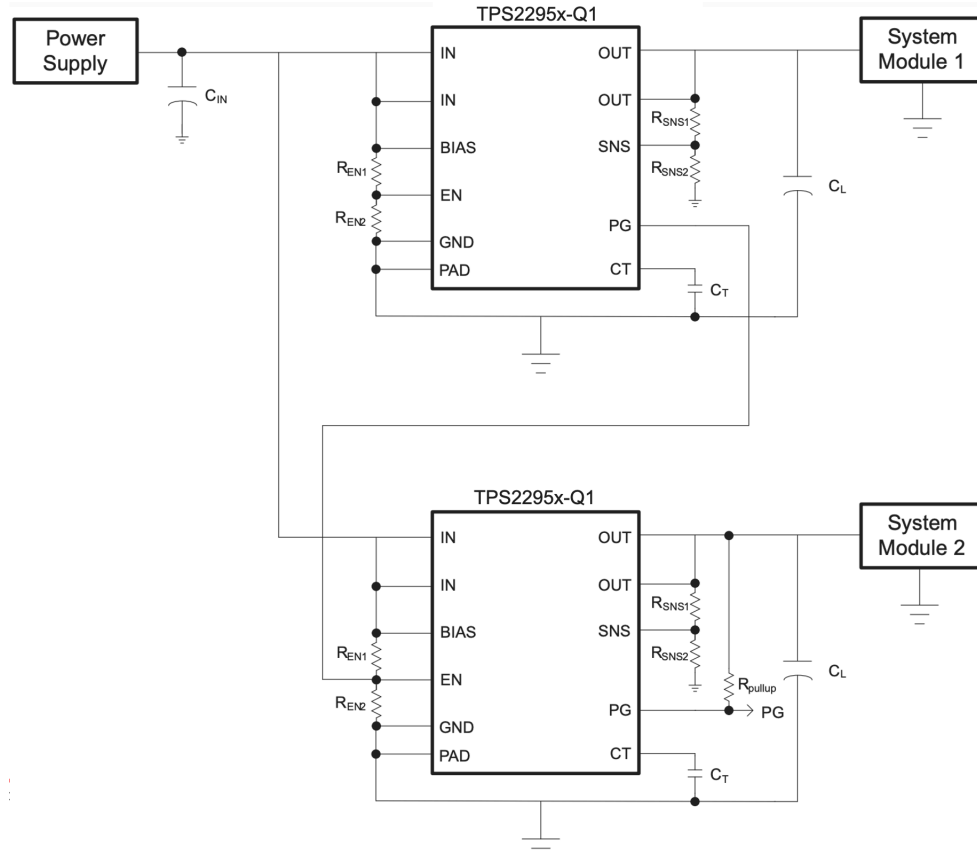 TPS2295x-Q1
Power
Supply
IN
OUT
System
Module 1
C_IN
IN
OUT
R_SNS1
BIAS
SNS
R_EN1
R_SNS2
EN
C_L
R_EN2
PG
GND
PAD
CT
C_T
TPS2295x-Q1
IN
OUT
System
Module 2
IN
OUT
R_SNS1
BIAS
SNS
R_EN1
R_SNS2
EN
C_L
R_pullup
R_EN2
PG
PG
GND
PAD
CT
C_T